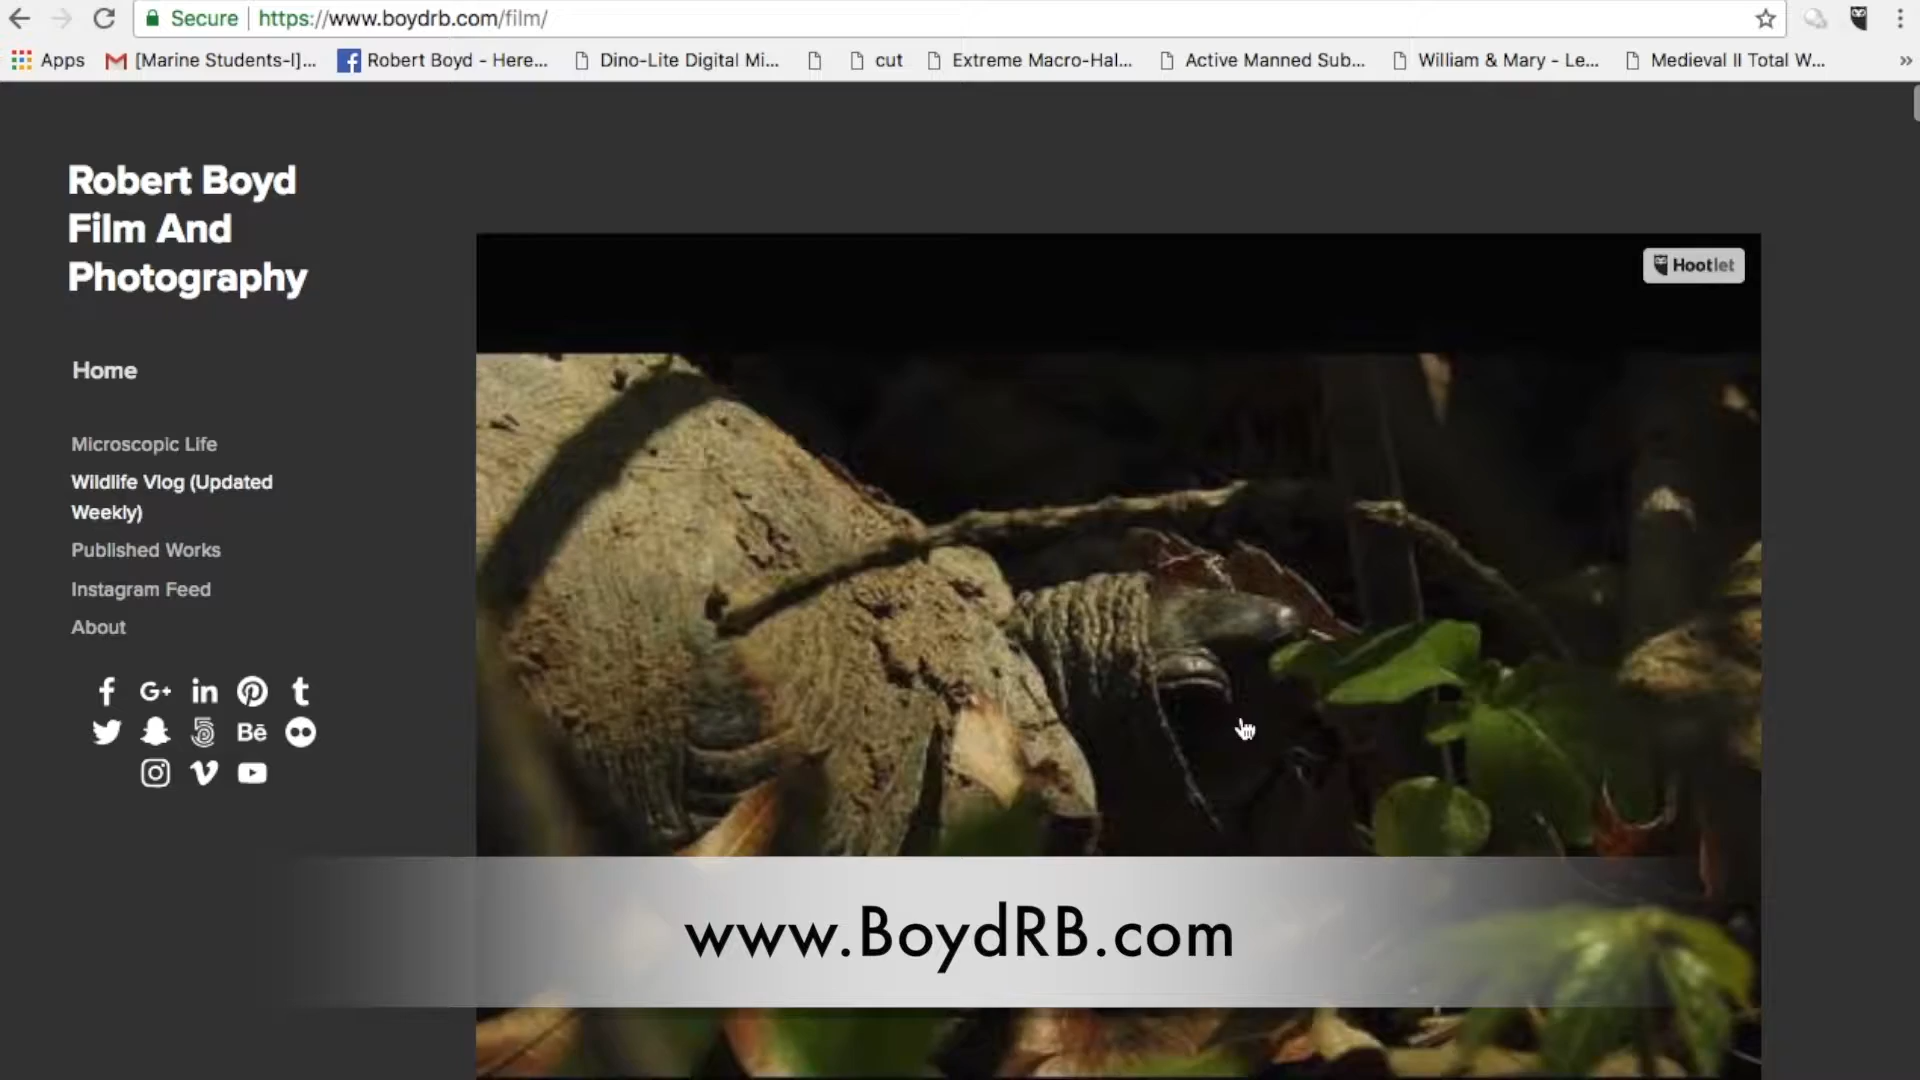 Secure https://www.boydrb.com/film/
Apps [Marine Students-l]... Robert Boyd - Here... Dino-Lite Digital Mi... cut Extreme Macro-Hal... Active Manned Sub... William & Mary - Le... Medieval II Total W... »
Robert Boyd
Film And
Photography
Hootlet
Home
Microscopic Life
Wildlife Vlog (Updated
Weekly)
Published Works
Instagram Feed
About
www.BoydRB.com